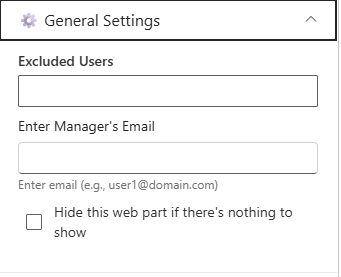 General Settings
Excluded Users
Enter Manager's Email
Enter email (e.g., user1@domain.com)
Hide this web part if there's nothing to
show